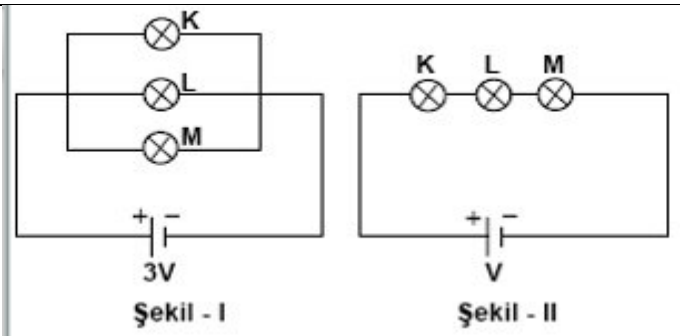 K
L
M
+ −
3V
Şekil - I
K L M
+ −
V
Şekil - II